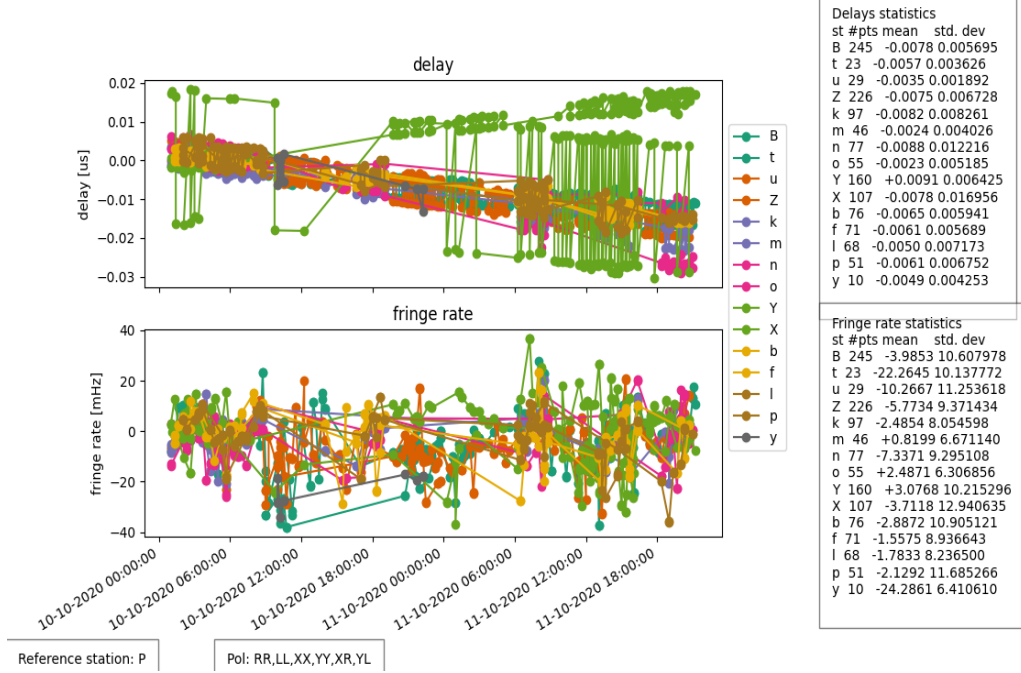 delay
0.02
0.01
0.00
−0.01
−0.02
−0.03
delay [us]
fringe rate
40
20
0
−20
−40
fringe rate [mHz]
10-10-2020 00:00:00
10-10-2020 06:00:00
10-10-2020 12:00:00
10-10-2020 18:00:00
11-10-2020 00:00:00
11-10-2020 06:00:00
11-10-2020 12:00:00
11-10-2020 18:00:00
B
t
u
Z
k
m
n
o
Y
X
b
f
l
p
y
Delays statistics
st #pts mean std. dev
B 245 -0.0078 0.005695
t 23 -0.0057 0.003626
u 29 -0.0035 0.001892
Z 226 -0.0075 0.006728
k 97 -0.0082 0.008261
m 46 -0.0024 0.004026
n 77 -0.0088 0.012216
o 55 -0.0023 0.005185
Y 160 +0.0091 0.006425
X 107 -0.0078 0.016956
b 76 -0.0065 0.005941
f 71 -0.0061 0.005689
l 68 -0.0050 0.007173
p 51 -0.0061 0.006752
y 10 -0.0049 0.004253
Fringe rate statistics
st #pts mean std. dev
B 245 -3.9853 10.607978
t 23 -22.2645 10.137772
u 29 -10.2667 11.253618
Z 226 -5.7734 9.371434
k 97 -2.4854 8.054598
m 46 +0.8199 6.671140
n 77 -7.3371 9.295108
o 55 +2.4871 6.306856
Y 160 +3.0768 10.215296
X 107 -3.7118 12.940635
b 76 -2.8872 10.905121
f 71 -1.5575 8.936643
l 68 -1.7833 8.236500
p 51 -2.1292 11.685266
y 10 -24.2861 6.410610
Reference station: P
Pol: RR,LL,XX,YY,XR,YL